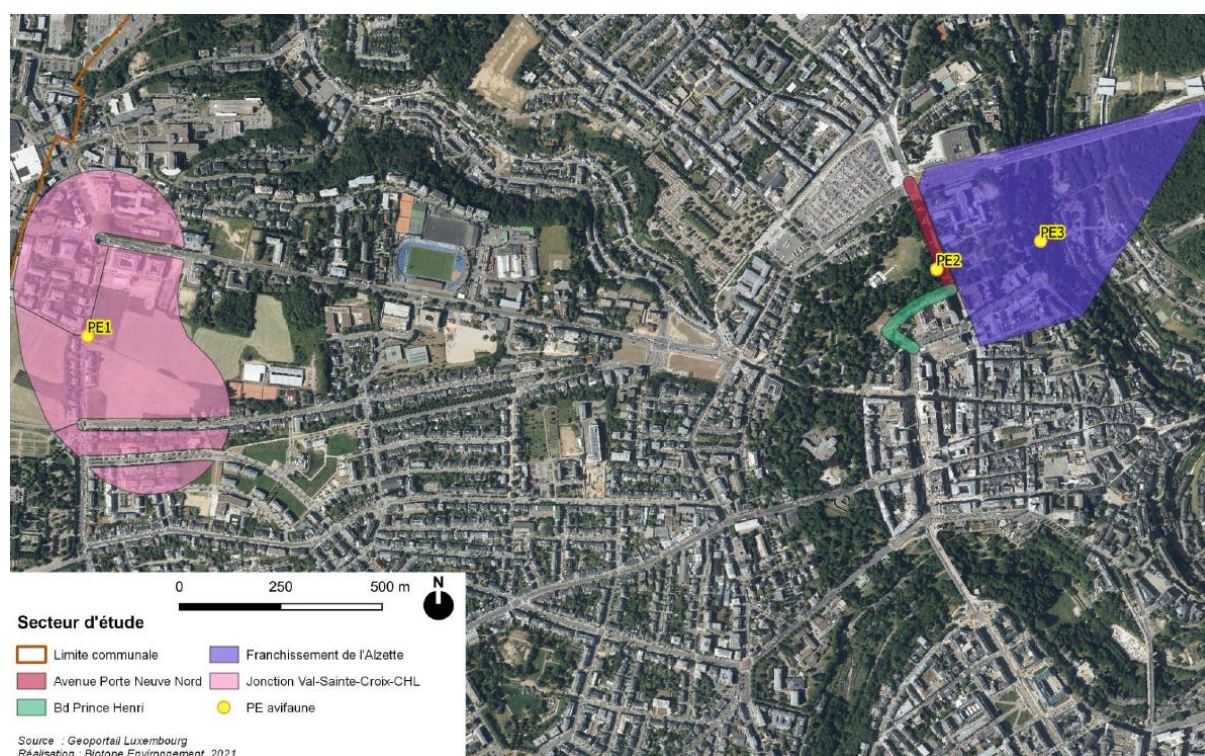 PE3
PE2
PE1
0 250 500 m
N
Secteur d'étude
Limite communale
Franchissement de l'Alzette
Avenue Porte Neuve Nord
Jonction Val-Sainte-Croix-CHL
Bd Prince Henri
PE avifaune
Source : Geoportail Luxembourg
Réalisation : Biotope Environnement, 2021